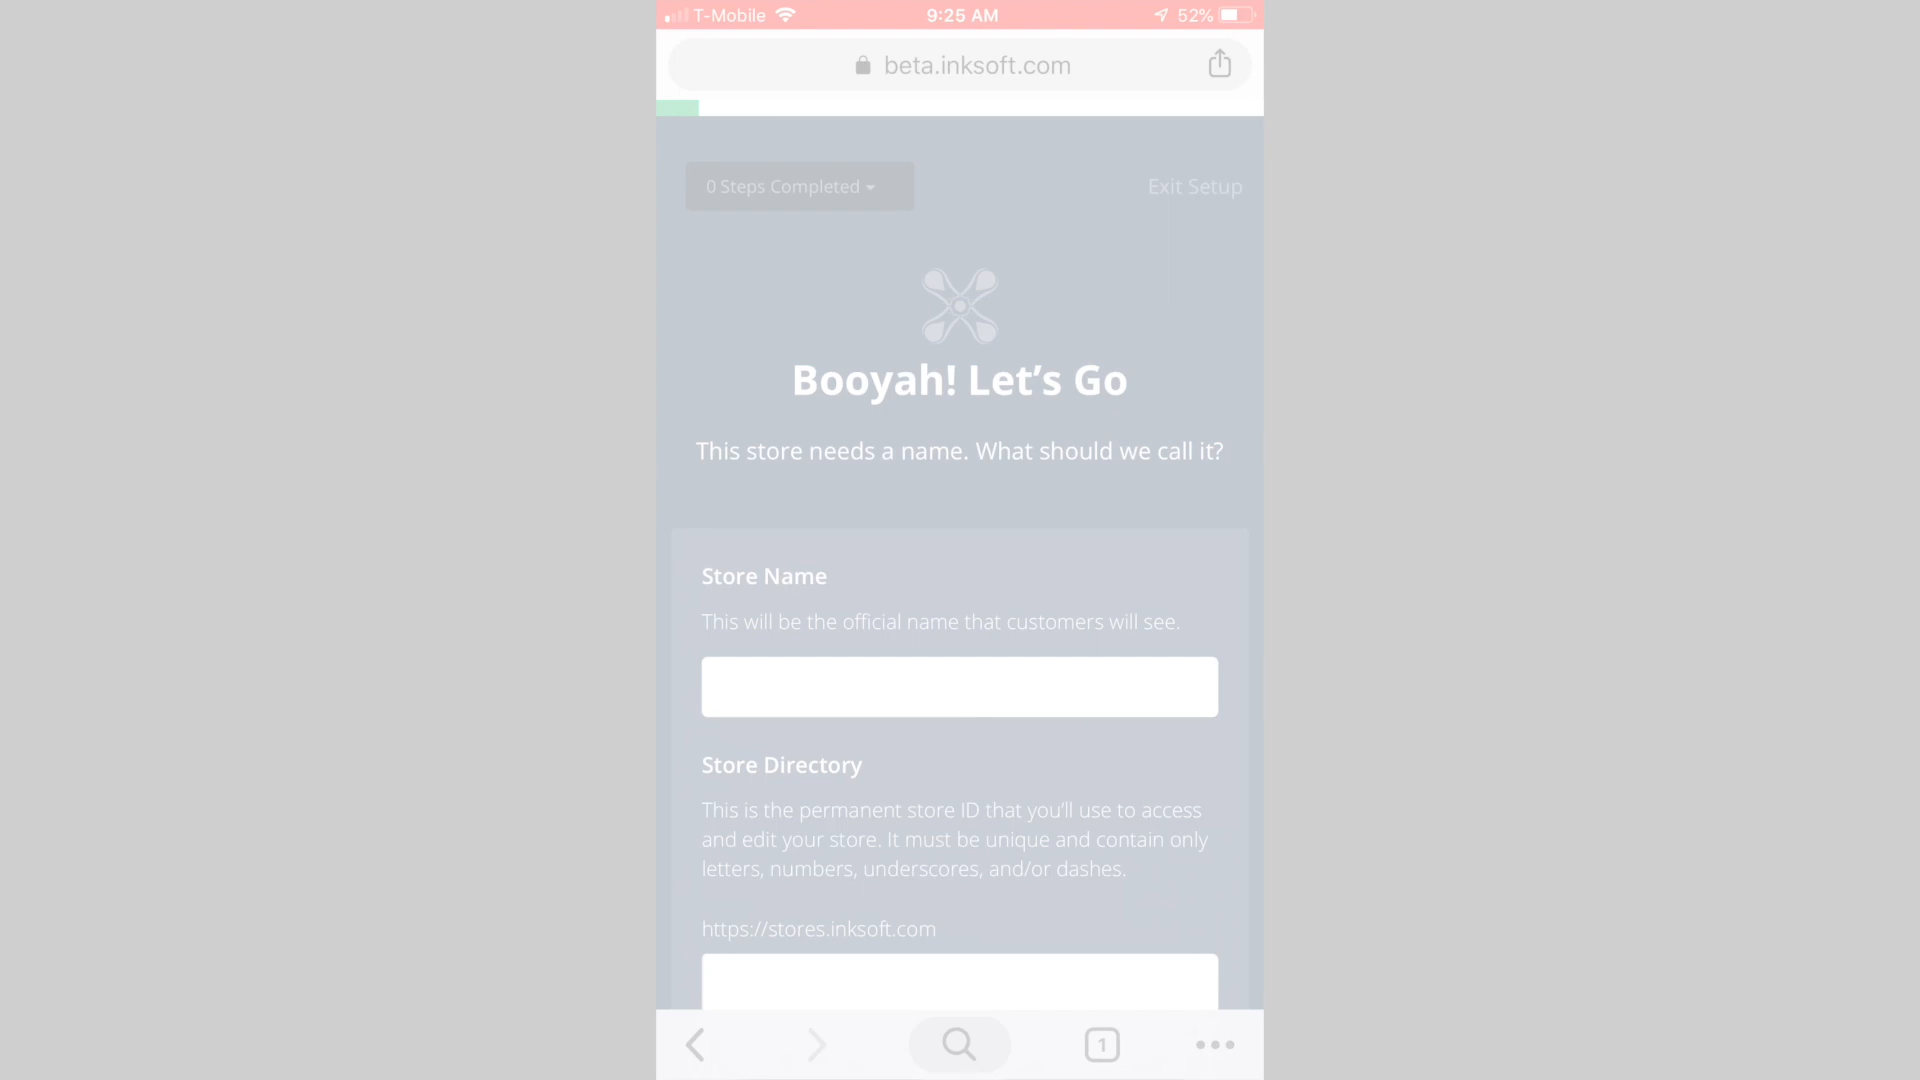 T-Mobile 9:25 AM 52%
beta.inksoft.com
0 Steps Completed Exit Setup
Booyah! Let’s Go
This store needs a name. What should we call it?
Store Name
This will be the official name that customers will see.
Store Directory
This is the permanent store ID that you'll use to access
and edit your store. It must be unique and contain only
letters, numbers, underscores, and/or dashes.
https://stores.inksoft.com
1